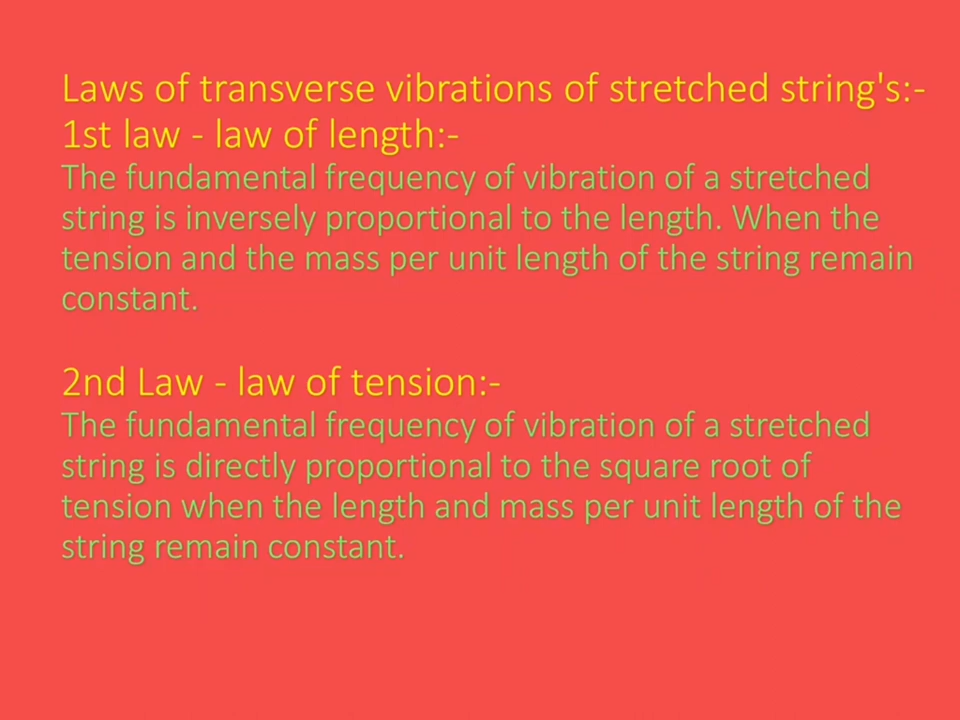 Laws of transverse vibrations of stretched string's:-
1st law - law of length:-
The fundamental frequency of vibration of a stretched
string is inversely proportional to the length. When the
tension and the mass per unit length of the string remain
constant.
2nd Law - law of tension:-
The fundamental frequency of vibration of a stretched
string is directly proportional to the square root of
tension when the length and mass per unit length of the
string remain constant.